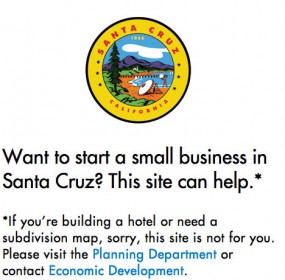 SANTA CRUZ
1866
CALIFORNIA
Want to start a small business in
Santa Cruz? This site can help.*
*If you're building a hotel or need a
subdivision map, sorry, this site is not for you.
Please visit the Planning Department or
contact Economic Development.